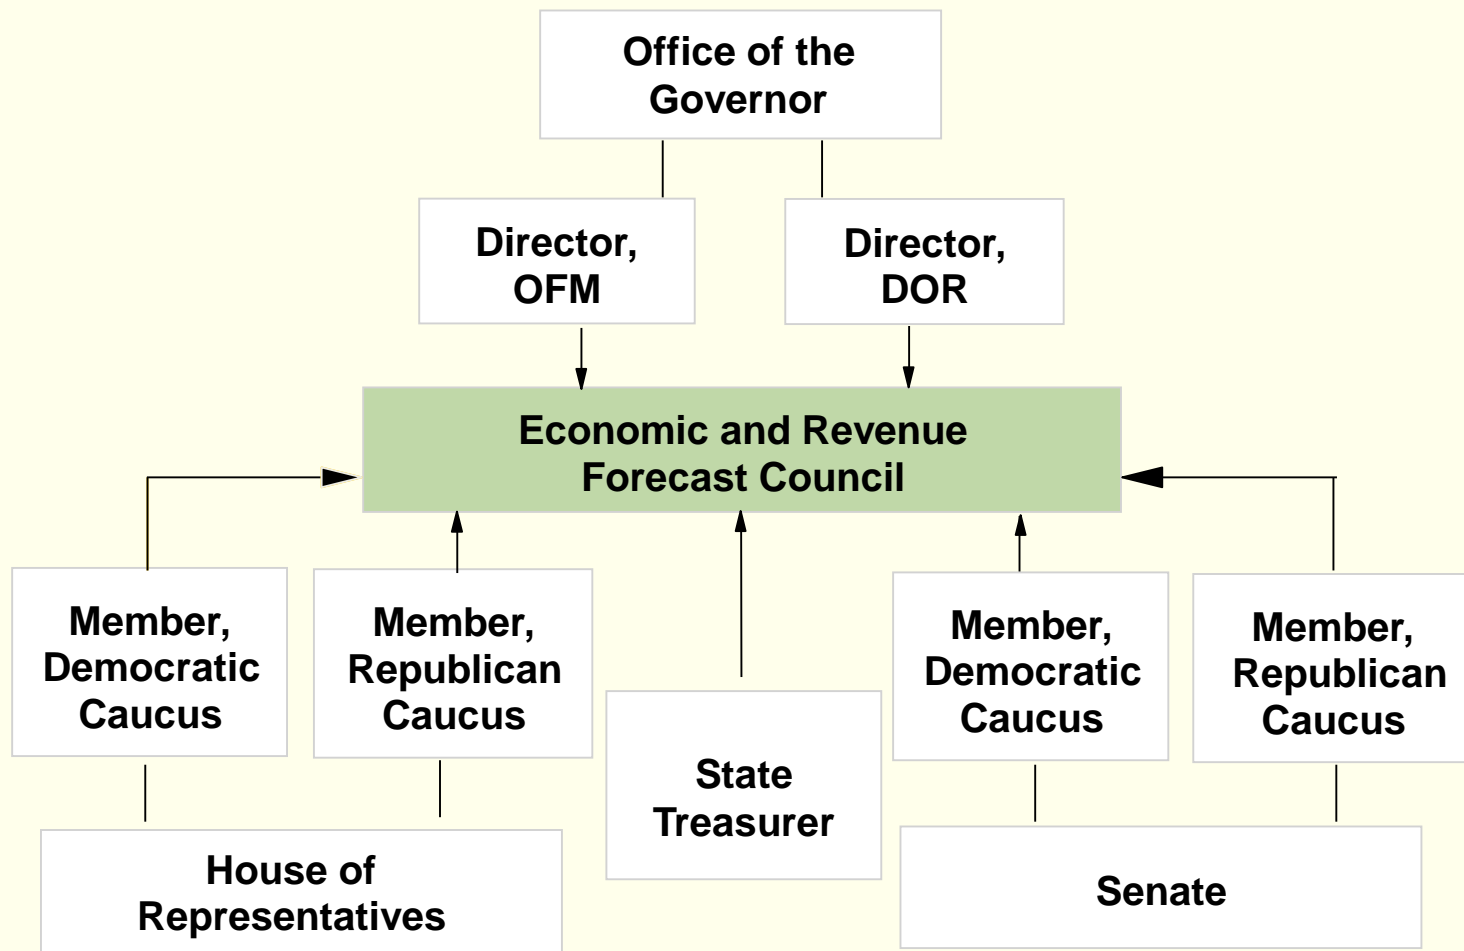 Office of the
Governor
Director,
OFM
Director,
DOR
Economic and Revenue
Forecast Council
Member,
Democratic
Caucus
Member,
Republican
Caucus
State
Treasurer
Member,
Democratic
Caucus
Member,
Republican
Caucus
House of
Representatives
Senate